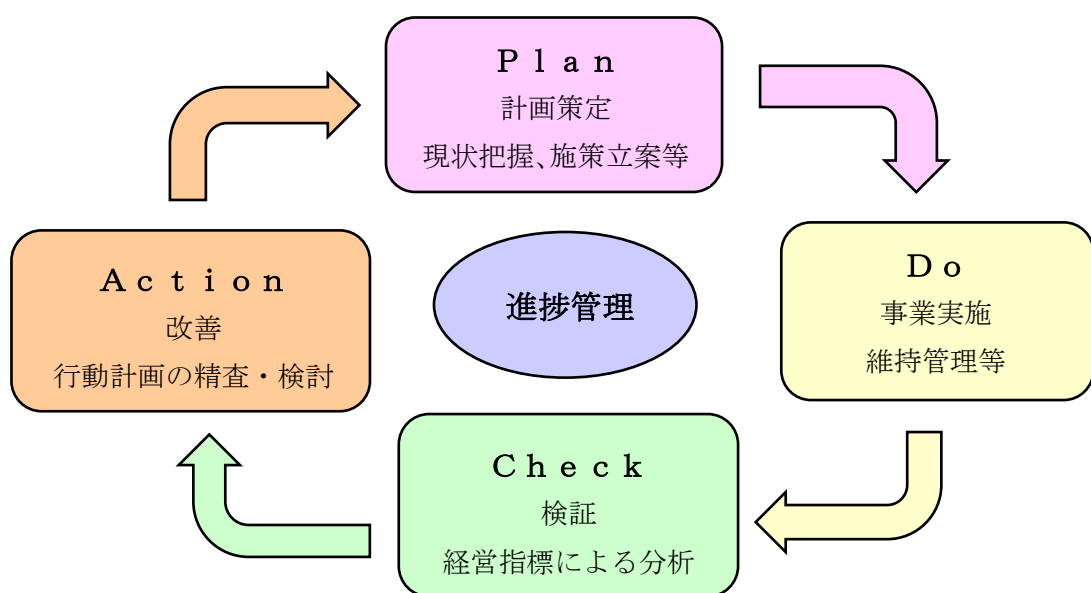 Ｐｌａｎ
計画策定
現状把握、施策立案等
Ｄｏ
事業実施
維持管理等
Ｃｈｅｃｋ
検証
経営指標による分析
Ａｃｔｉｏｎ
改善
行動計画の精査・検討
進捗管理